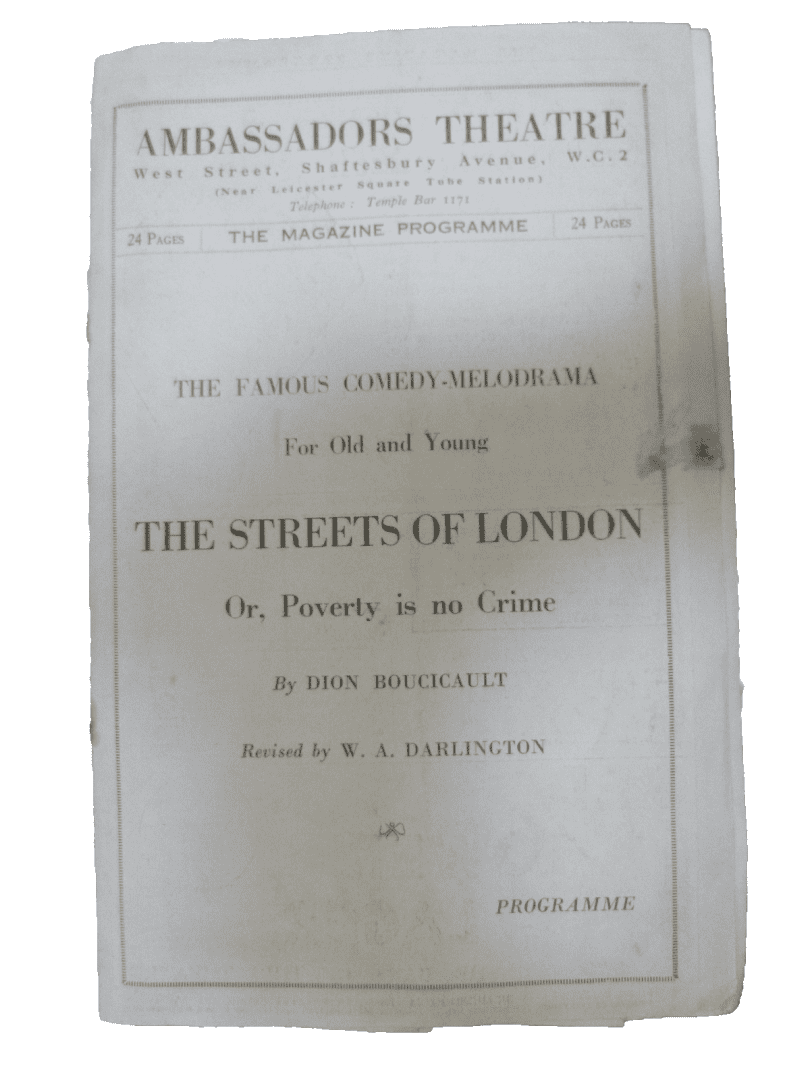 AMBASSADORS THEATRE
West Street, Shaftesbury Avenue, W.C.2
(Near Leicester Square Tube Station)
Telephone: Temple Bar 1171
24 PAGES THE MAGAZINE PROGRAMME 24 PAGES
THE FAMOUS COMEDY-MELODRAMA
For Old and Young
THE STREETS OF LONDON
Or, Poverty is no Crime
By DION BOUCICAULT
Revised by W. A. DARLINGTON
PROGRAMME